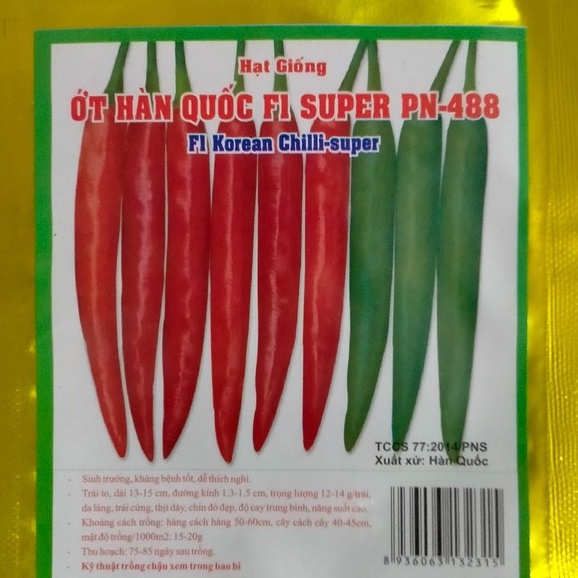 Hạt Giống
ỚT HÀN QUỐC F1 SUPER PN-488
F1 Korean Chilli-super
TCCS 77:2014/PNS
Xuất xứ: Hàn Quốc
- Sinh trưởng, kháng bệnh tốt, dễ thích nghi.
- Trái to, dài 13-15 cm, đường kính 1.3-1.5 cm, trọng lượng 12-14 g/trái,
da láng, trái cứng, thịt dày, chín đỏ đẹp, độ cay trung bình, năng suất cao.
- Khoảng cách trồng: hàng cách hàng 50-60cm, cây cách cây 40-45cm,
mật độ trồng/1000m2: 15-20g
- Thu hoạch: 75-85 ngày sau trồng.
- Kỹ thuật trồng chậu xem trong bao bì
8 936063 132315